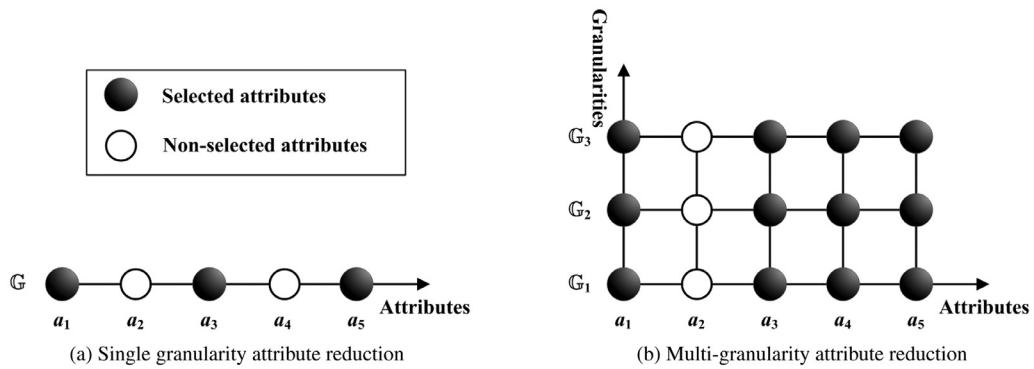 Selected attributes
Non-selected attributes
𝔾
Attributes
a₁ a₂ a₃ a₄ a₅
(a) Single granularity attribute reduction
Granularities
𝔾₃
𝔾₂
𝔾₁
Attributes
a₁ a₂ a₃ a₄ a₅
(b) Multi-granularity attribute reduction